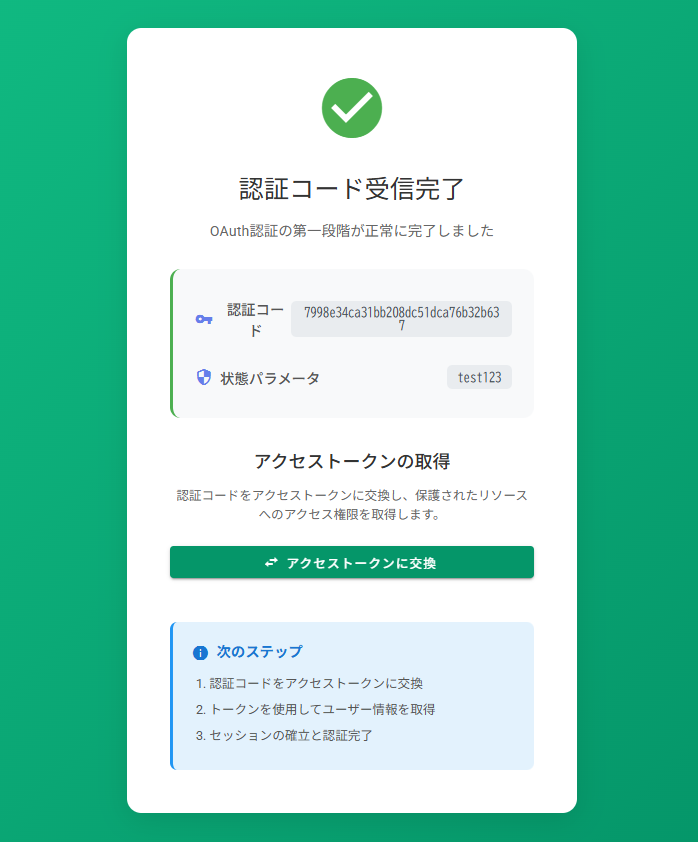 認証コード受信完了
OAuth認証の第一段階が正常に完了しました
認証コー
ド
7998e34ca31bb208dc51dca76b32b63
7
状態パラメータ
test123
アクセストークンの取得
認証コードをアクセストークンに交換し、保護されたリソース
へのアクセス権限を取得します。
アクセストークンに交換
次のステップ
1. 認証コードをアクセストークンに交換
2. トークンを使用してユーザー情報を取得
3. セッションの確立と認証完了